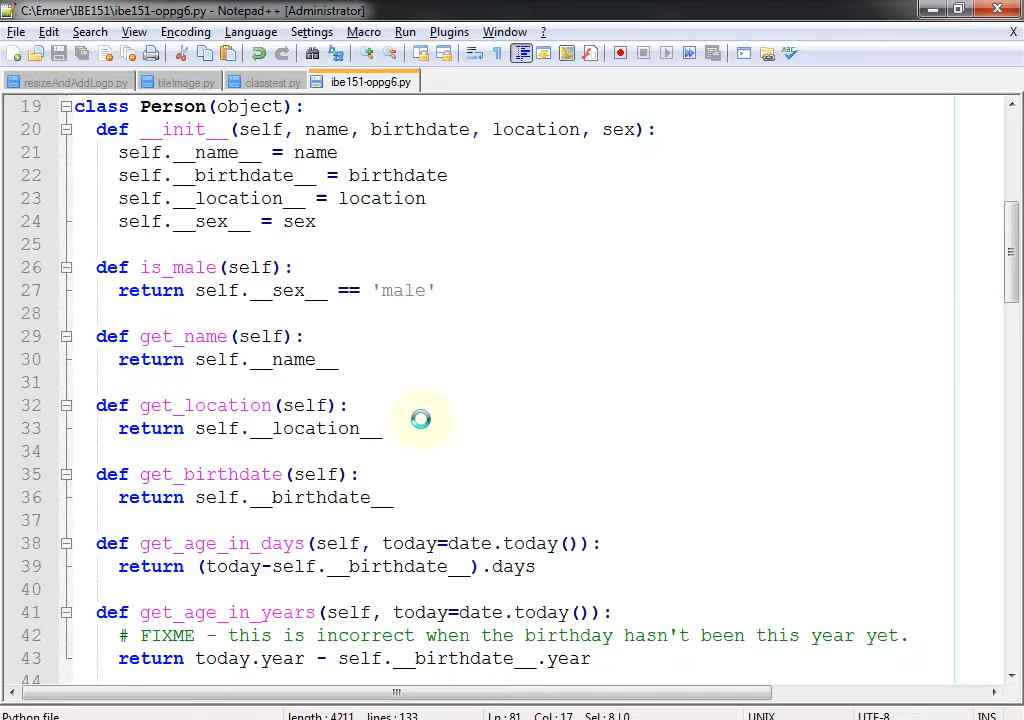 C:\Emner\IBE151\ibe151-oppg6.py - Notepad++ [Administrator]
File Edit Search View Encoding Language Settings Macro Run Plugins Window ? X
resizeAndAddLogo.py tileImage.py classtest.py ibe151-oppg6.py
19 class Person(object):
20 def __init__(self, name, birthdate, location, sex):
21 self.__name__ = name
22 self.__birthdate__ = birthdate
23 self.__location__ = location
24 self.__sex__ = sex
25
26 def is_male(self):
27 return self.__sex__ == 'male'
28
29 def get_name(self):
30 return self.__name__
31
32 def get_location(self):
33 return self.__location__
34
35 def get_birthdate(self):
36 return self.__birthdate__
37
38 def get_age_in_days(self, today=date.today()):
39 return (today-self.__birthdate__).days
40
41 def get_age_in_years(self, today=date.today()):
42 # FIXME - this is incorrect when the birthday hasn't been this year yet.
43 return today.year - self.__birthdate__.year
44
Python file length : 4211 lines : 133 Ln : 81 Col : 17 Sel : 8 | 0 UNIX UTF-8 INS